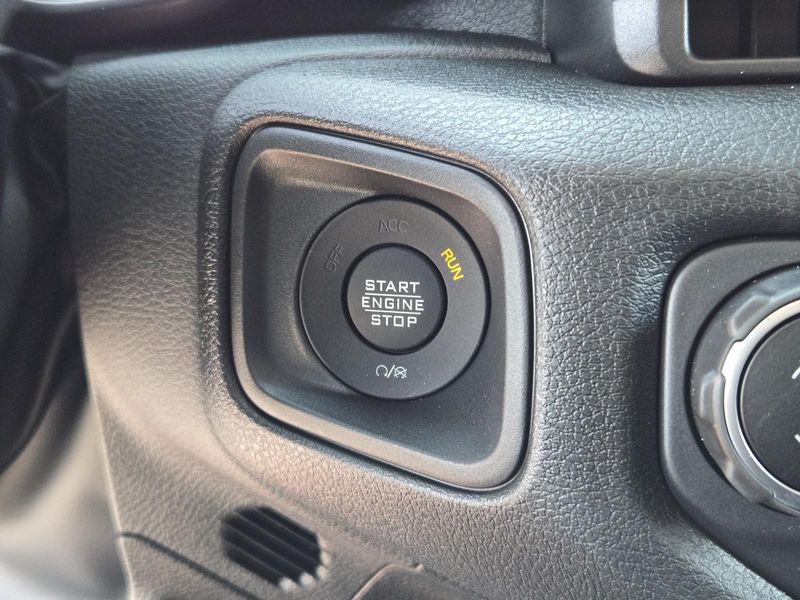 OFF
ACC
RUN
START
ENGINE
STOP